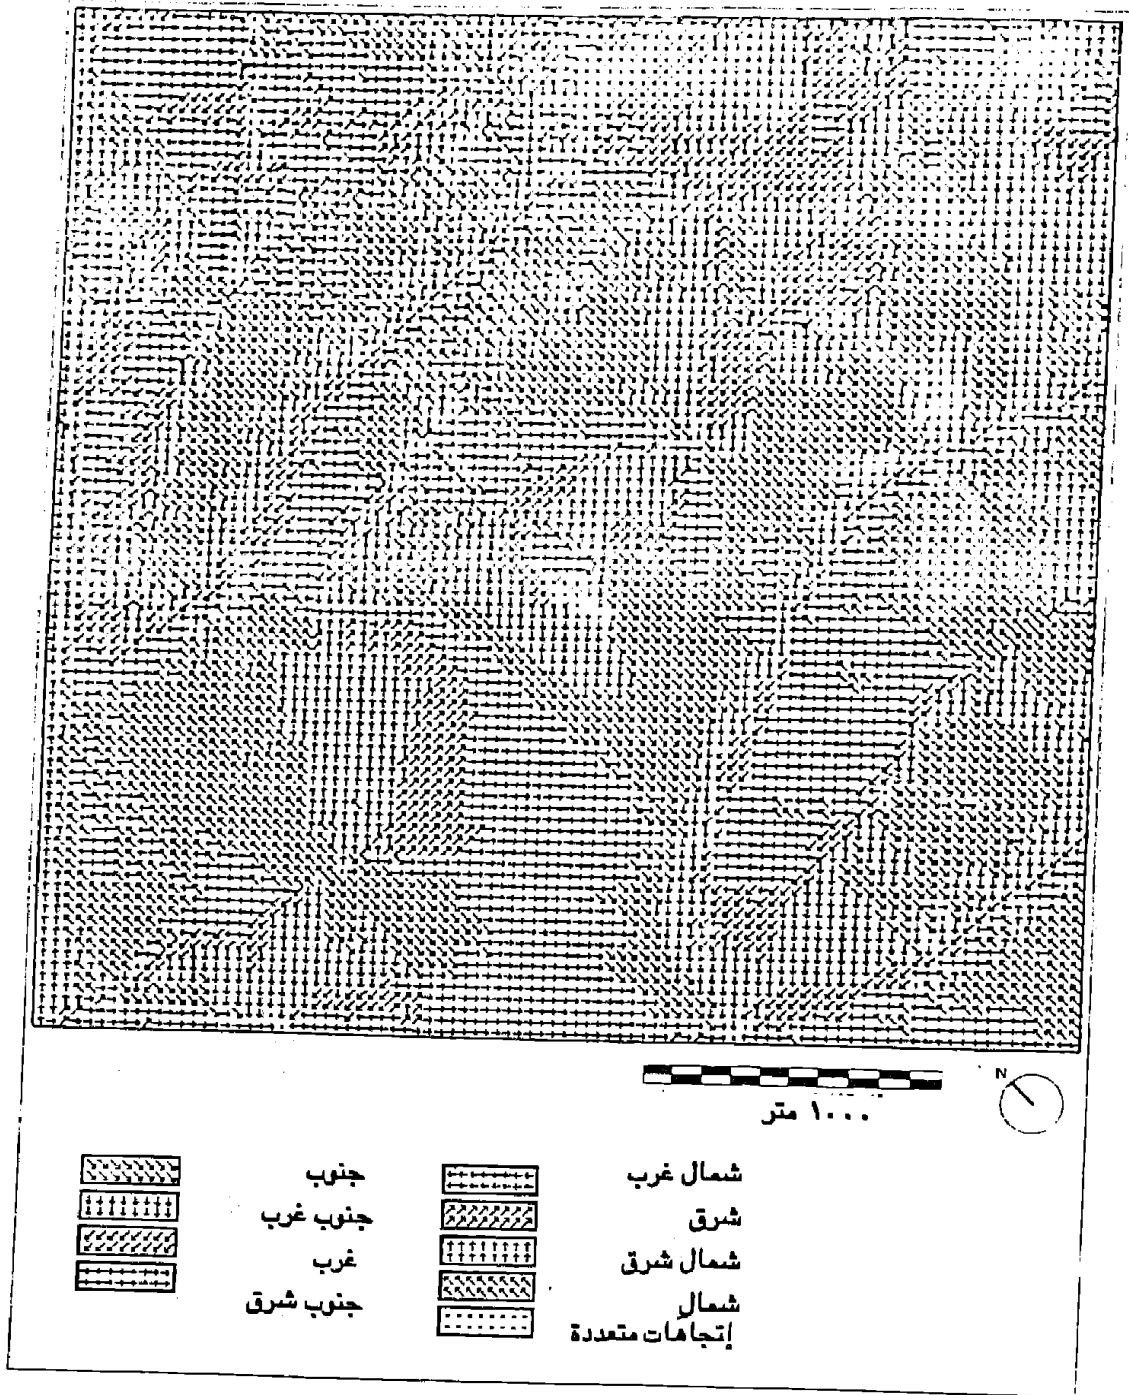 N
١٠٠٠ متر
شمال غرب
شرق
شمال شرق
شمال
إتجاهات متعددة
جنوب
جنوب غرب
غرب
جنوب شرق